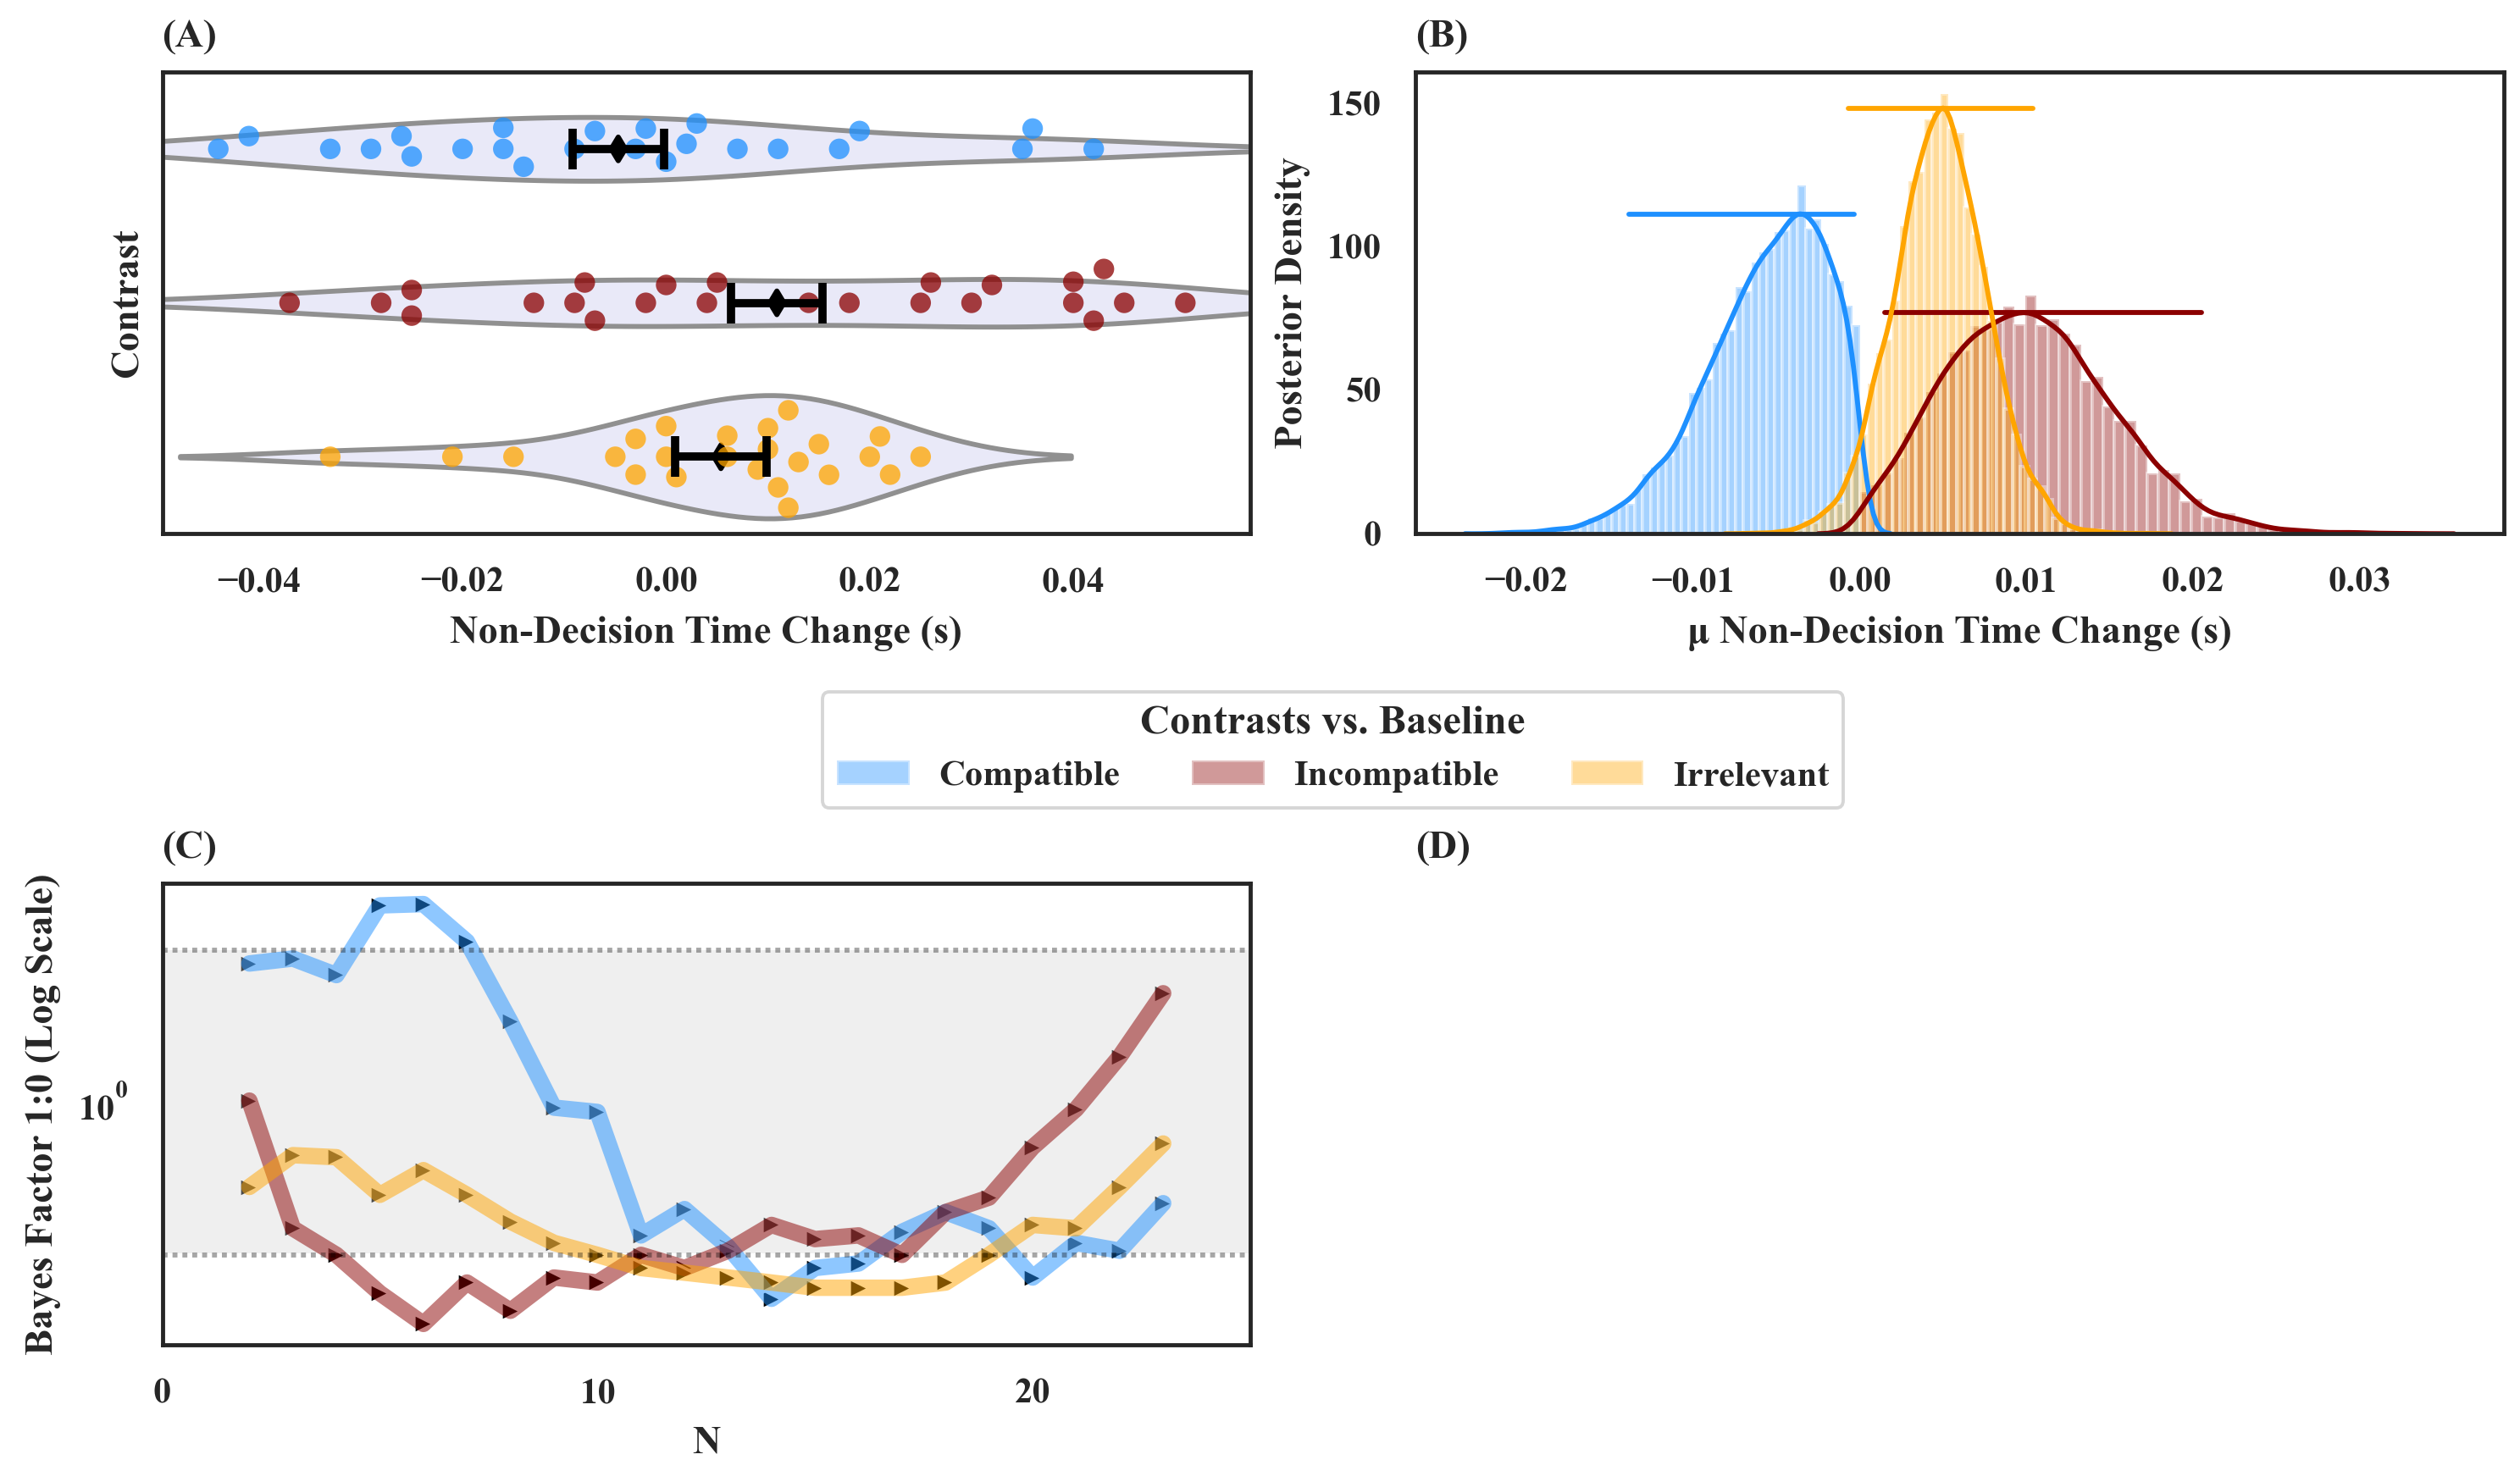 (A)
Contrast
−0.04 −0.02 0.00 0.02 0.04
Non-Decision Time Change (s)
(B)
Posterior Density
150
100
50
0
−0.02 −0.01 0.00 0.01 0.02 0.03
μ Non-Decision Time Change (s)
Contrasts vs. Baseline
Compatible Incompatible Irrelevant
(C)
Bayes Factor 1:0 (Log Scale)
10⁰
0 10 20
N
(D)